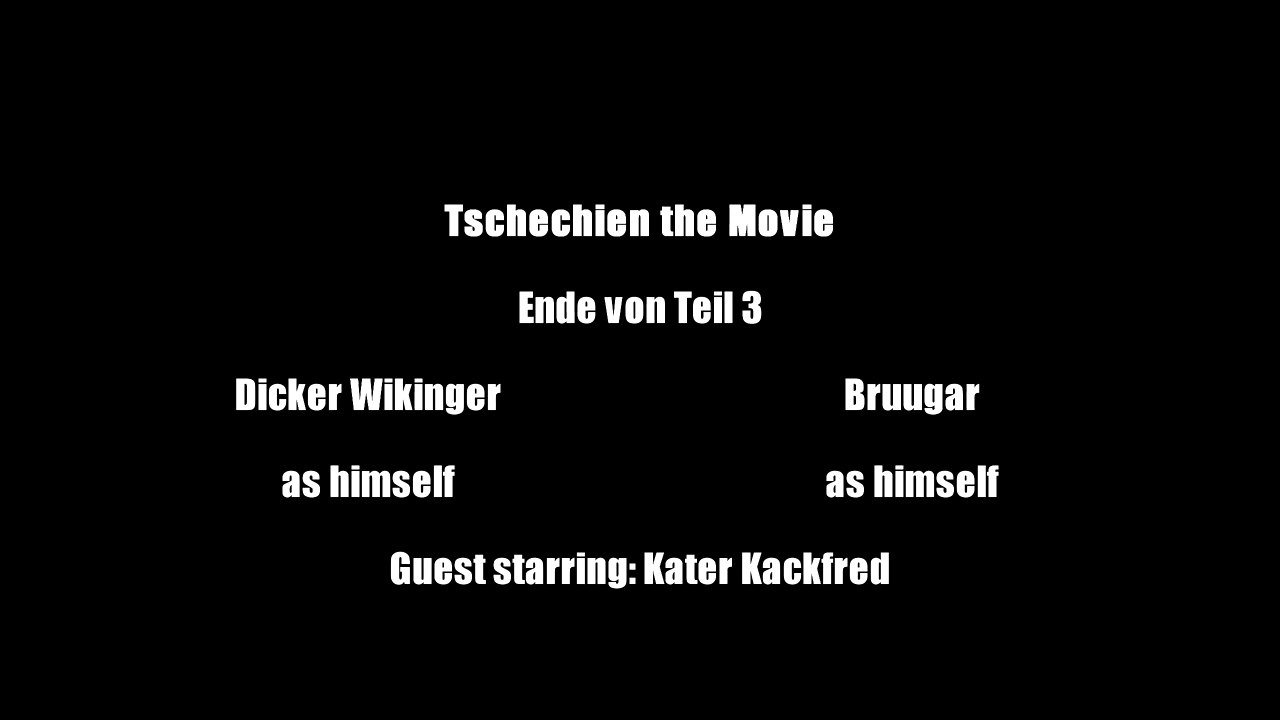 Tschechien the Movie
Ende von Teil 3
Dicker Wikinger
Bruugar
as himself
as himself
Guest starring: Kater Kackfred